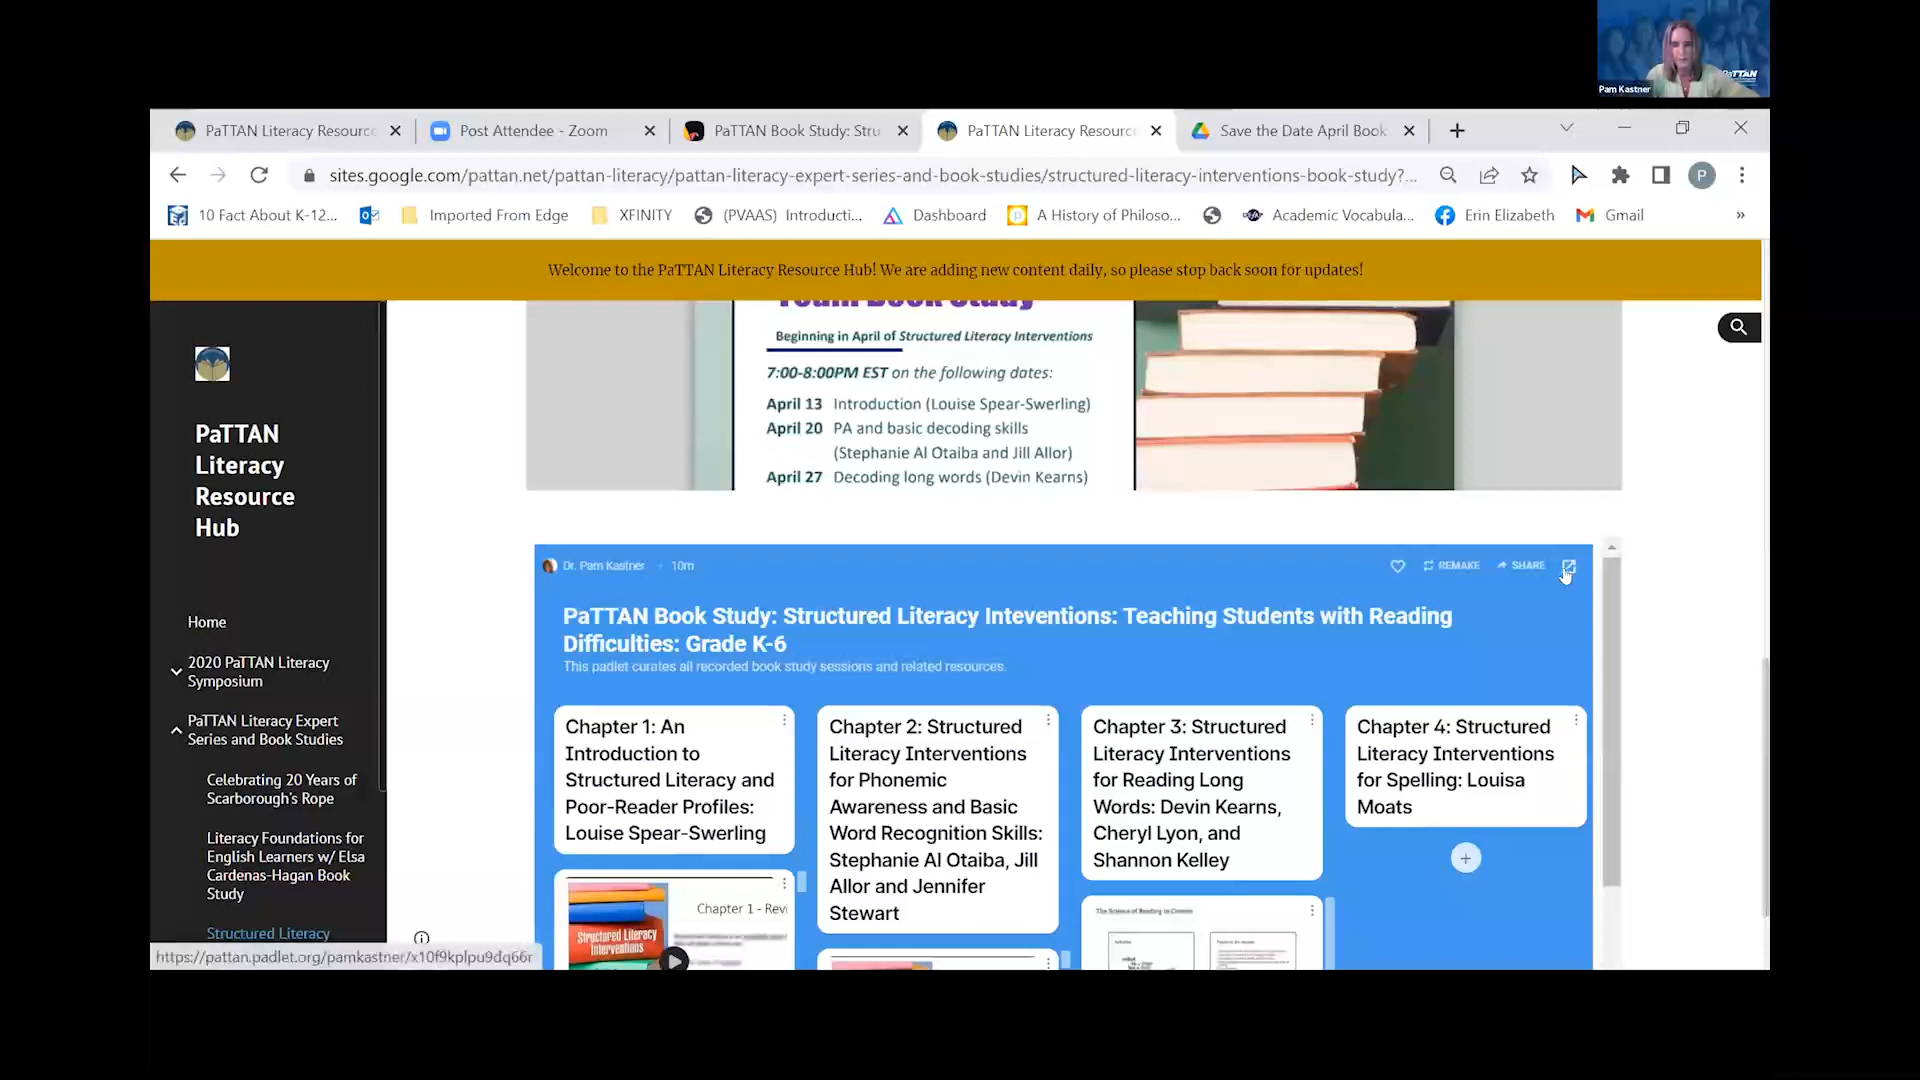 PaTTAN
Pam Kastner
PaTTAN Literacy Resourc
Post Attendee - Zoom
PaTTAN Book Study: Stru
PaTTAN Literacy Resource
Save the Date April Book
sites.google.com/pattan.net/pattan-literacy/pattan-literacy-expert-series-and-book-studies/structured-literacy-interventions-book-study?...
P
10 Fact About K-12...
Imported From Edge
XFINITY
(PVAAS) Introducti...
Dashboard
A History of Philoso...
Academic Vocabula...
Erin Elizabeth
Gmail
»
Welcome to the PaTTAN Literacy Resource Hub! We are adding new content daily, so please stop back soon for updates!
PaTTAN
Literacy
Resource
Hub
Home
2020 PaTTAN Literacy
Symposium
PaTTAN Literacy Expert
Series and Book Studies
Celebrating 20 Years of
Scarborough's Rope
Literacy Foundations for
English Learners w/ Elsa
Cardenas-Hagan Book
Study
Structured Literacy
https://pattan.padlet.org/pamkastner/x10f9kplpu9dq66r
Team Book Study
Beginning in April of Structured Literacy Interventions
7:00-8:00PM EST on the following dates:
April 13 Introduction (Louise Spear-Swerling)
April 20 PA and basic decoding skills
(Stephanie Al Otaiba and Jill Allor)
April 27 Decoding long words (Devin Kearns)
Dr. Pam Kastner 10m
REMAKE
SHARE
PaTTAN Book Study: Structured Literacy Inteventions: Teaching Students with Reading
Difficulties: Grade K-6
This padlet curates all recorded book study sessions and related resources.
Chapter 1: An
Introduction to
Structured Literacy and
Poor-Reader Profiles:
Louise Spear-Swerling
Chapter 1 - Revi
Structured Literacy
Interventions
Chapter 2: Structured
Literacy Interventions
for Phonemic
Awareness and Basic
Word Recognition Skills:
Stephanie Al Otaiba, Jill
Allor and Jennifer
Stewart
Chapter 3: Structured
Literacy Interventions
for Reading Long
Words: Devin Kearns,
Cheryl Lyon, and
Shannon Kelley
The Science of Reading in Context
Chapter 4: Structured
Literacy Interventions
for Spelling: Louisa
Moats